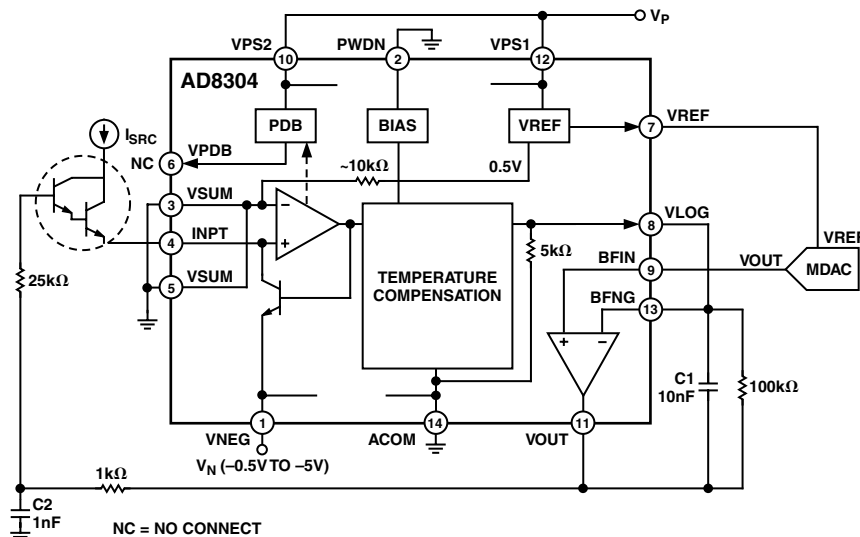 V_P
VPS2
PWDN
VPS1
10
2
12
AD8304
I_SRC
PDB
BIAS
VREF
7
VREF
NC
6
VPDB
~10kΩ
0.5V
3
VSUM
–
8
VLOG
4
INPT
+
5kΩ
VREF
BFIN
9
VOUT
MDAC
25kΩ
5
VSUM
TEMPERATURE
COMPENSATION
BFNG
13
+
–
C1
10nF
100kΩ
1
14
11
VNEG
ACOM
VOUT
V_N (–0.5V TO –5V)
1kΩ
C2
1nF
NC = NO CONNECT